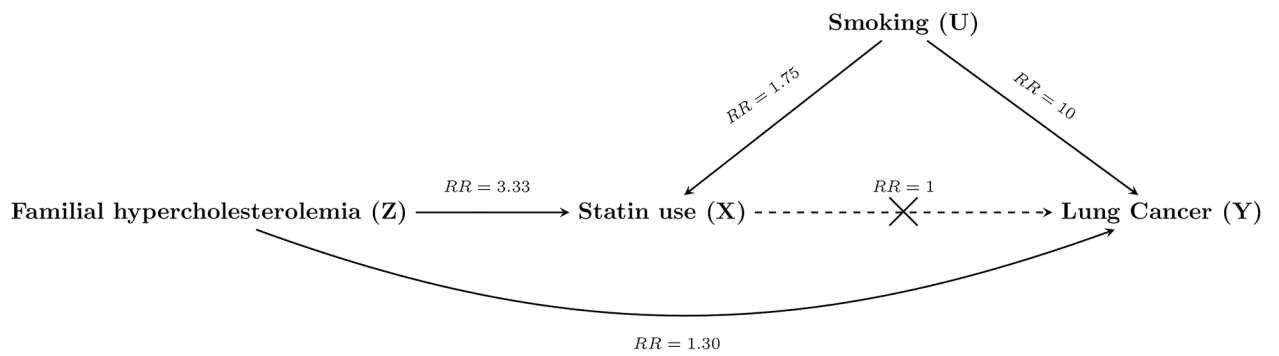 Smoking (U)
RR = 1.75
RR = 10
RR = 3.33
RR = 1
Familial hypercholesterolemia (Z)
Statin use (X)
Lung Cancer (Y)
RR = 1.30